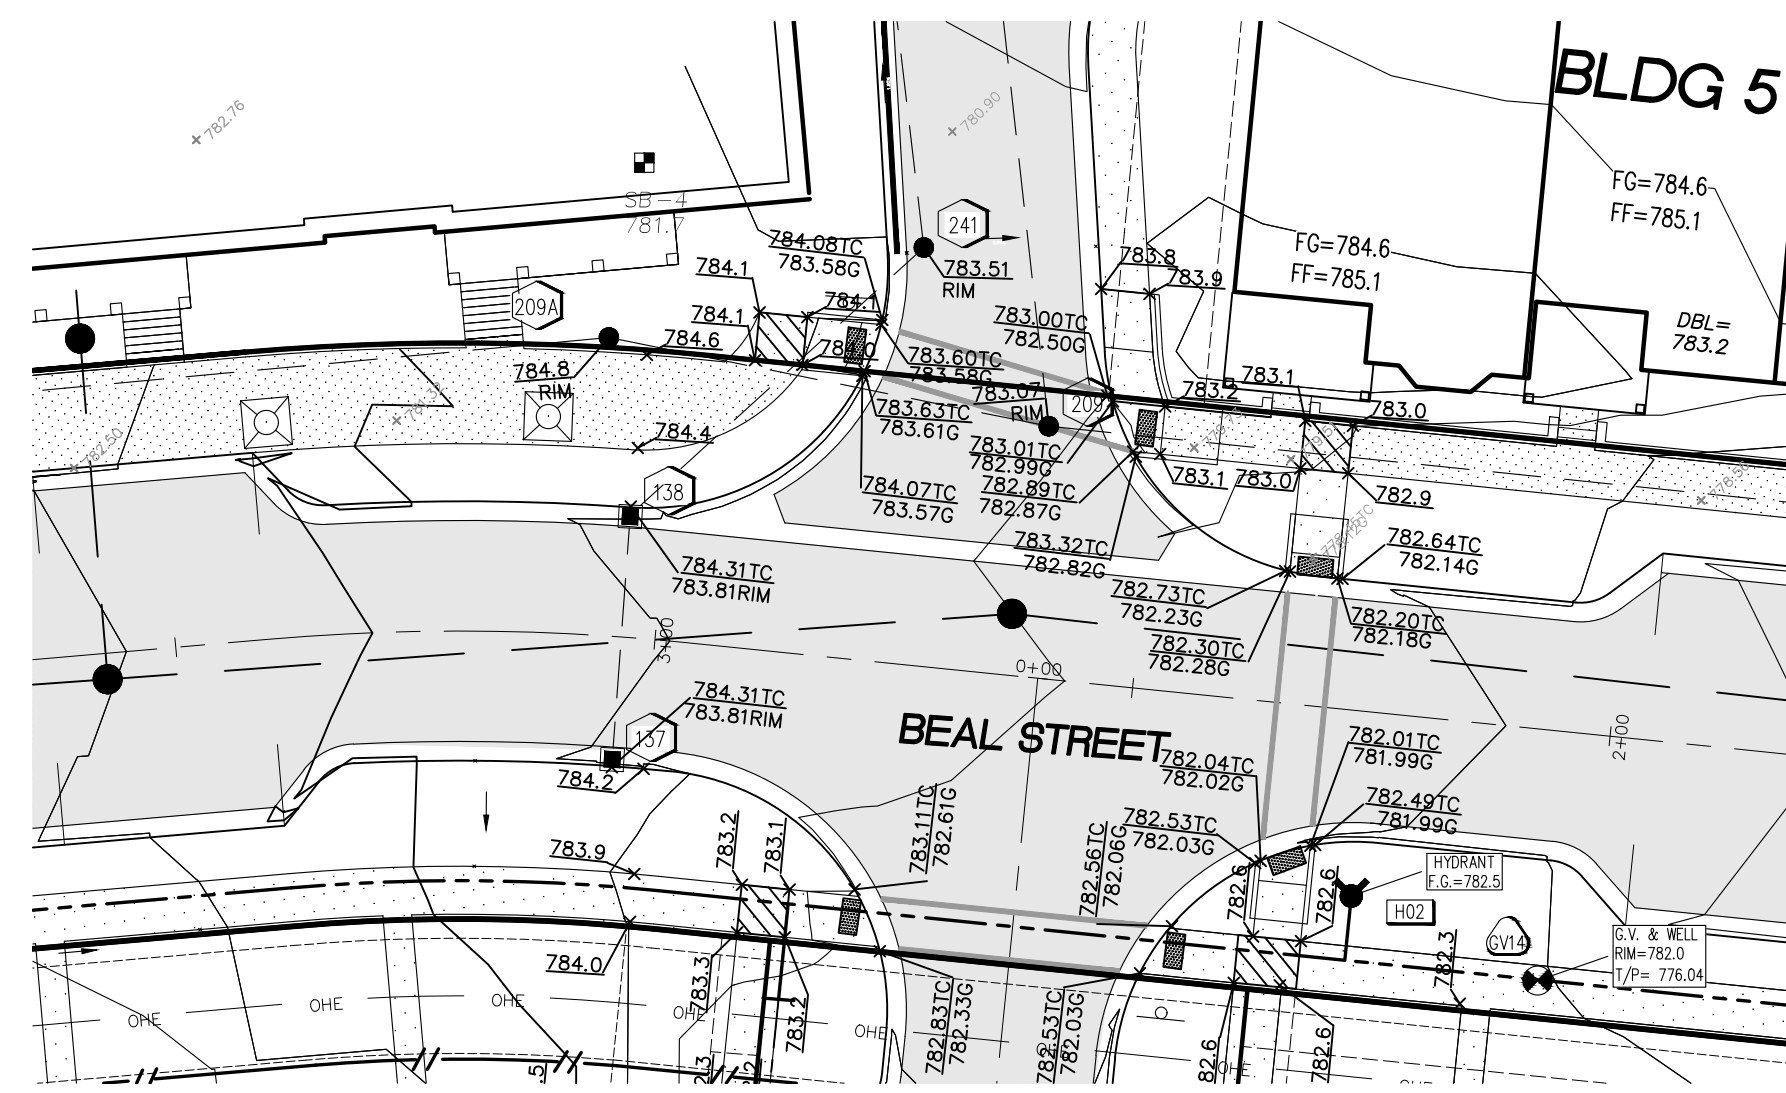 BLDG 5
782.76
780.90
SB-4
781.7
241
FG=784.6
FF=785.1
FG=784.6
FF=785.1
DBL=
783.2
784.08TC
783.58G
784.1
784.1
784.1
784.6
784.0
783.51
RIM
783.8
783.9
209A
784.8
RIM
783.00TC
782.50G
783.60TC
783.58G
783.07
RIM
209
783.2
783.1
783.0
783.63TC
783.61G
784.4
782.50
783.01TC
782.99G
782.89TC
782.87G
783.1
783.0
782.9
138
784.07TC
783.57G
783.32TC
782.82G
782.64TC
782.14G
784.31TC
783.81RIM
782.73TC
782.23G
782.30TC
782.28G
782.20TC
782.18G
3+00
0+00
2+00
784.31TC
783.81RIM
137
BEAL STREET
784.2
782.04TC
782.02G
782.01TC
781.99G
782.49TC
781.99G
782.53TC
782.03G
783.11TC
782.61G
782.56TC
782.06G
783.2
783.1
783.9
782.6
782.6
HYDRANT
F.G.=782.5
H02
GV14
G.V. & WELL
RIM=782.0
T/P= 776.04
782.3
784.0
783.3
783.2
782.83TC
782.33G
782.53TC
782.03G
782.6
782.6
OHE
OHE
OHE
OHE
OHE
OHE